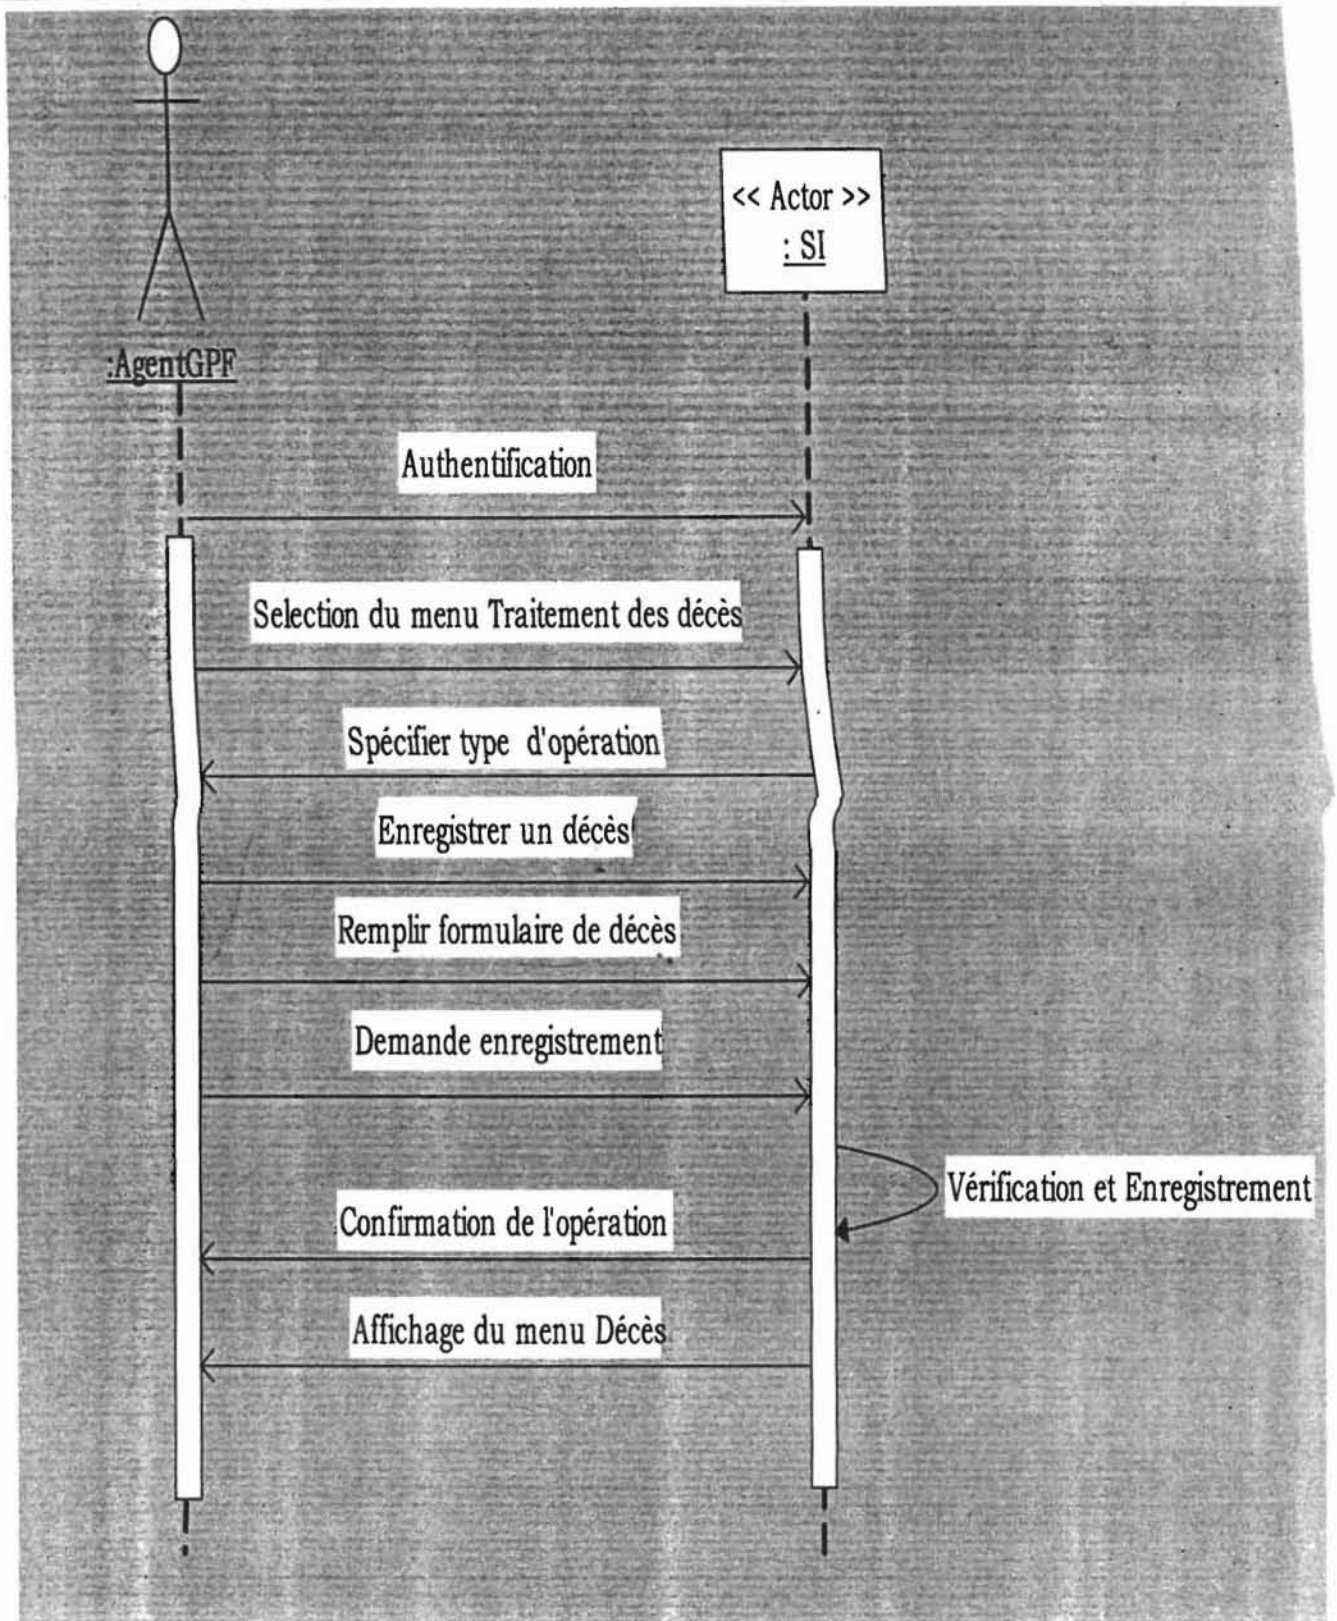 << Actor >>
: SI
:AgentGPF
Authentification
Selection du menu Traitement des décès
Spécifier type d'opération
Enregistrer un décès
Remplir formulaire de décès
Demande enregistrement
Vérification et Enregistrement
Confirmation de l'opération
Affichage du menu Décès